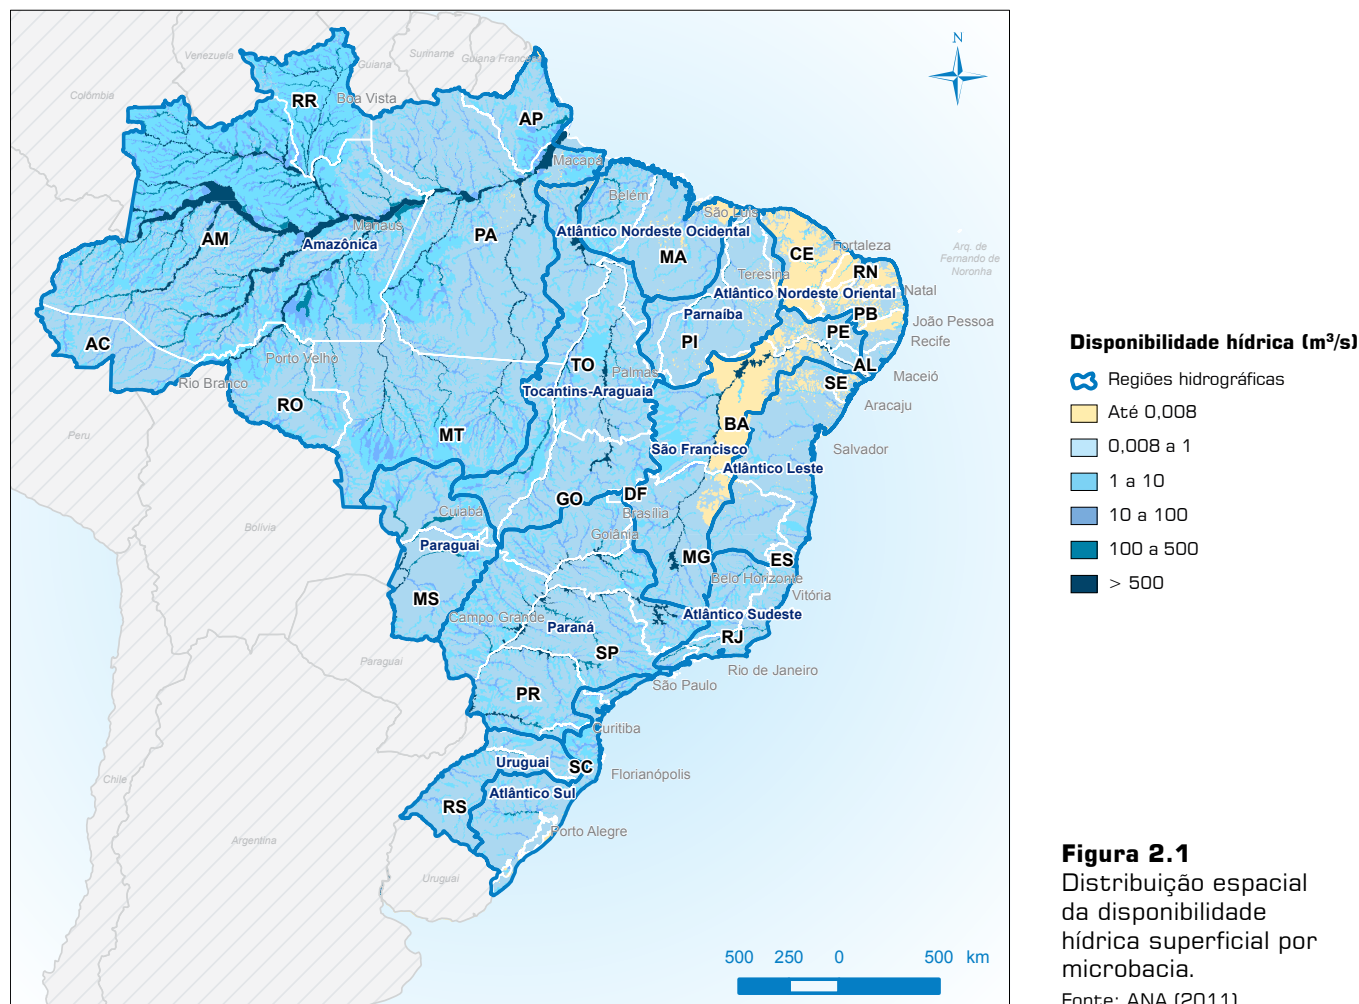 N
Venezuela
Suriname
Guiana
Guiana Francesa
Colômbia
RR
Boa Vista
AP
Macapá
Belém
São Luís
Atlântico Nordeste Ocidental
AM
Manaus
Amazônica
PA
MA
CE
Fortaleza
Arq. de
Fernando de
Noronha
Teresina
RN
Natal
Atlântico Nordeste Oriental
Parnaíba
PB
João Pessoa
PE
Recife
PI
AC
Porto Velho
Rio Branco
TO
Palmas
AL
Maceió
SE
Aracaju
Tocantins-Araguaia
RO
Peru
MT
BA
São Francisco
Salvador
Atlântico Leste
GO
DF
Brasília
Cuiabá
Bolívia
Goiânia
Paraguai
MG
ES
Belo Horizonte
Vitória
MS
Campo Grande
Atlântico Sudeste
Paraná
RJ
SP
Rio de Janeiro
Paraguai
São Paulo
PR
Curitiba
Uruguai
SC
Florianópolis
Chile
Atlântico Sul
RS
Porto Alegre
Argentina
Uruguai
500 250 0 500 km
Disponibilidade hídrica (m³/s)
Regiões hidrográficas
Até 0,008
0,008 a 1
1 a 10
10 a 100
100 a 500
> 500
Figura 2.1
Distribuição espacial
da disponibilidade
hídrica superficial por
microbacia.
Fonte: ANA (2011)